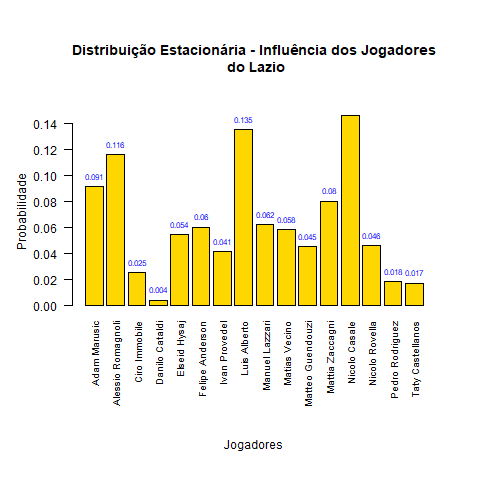 Distribuição Estacionária - Influência dos Jogadores
do Lazio
Probabilidade
0.14
0.12
0.10
0.08
0.06
0.04
0.02
0.00
0.091
0.116
0.025
0.004
0.054
0.06
0.041
0.135
0.062
0.058
0.045
0.08
0.046
0.018
0.017
Adam Marusic
Alessio Romagnoli
Ciro Immobile
Danilo Cataldi
Elseid Hysaj
Felipe Anderson
Ivan Provedel
Luis Alberto
Manuel Lazzari
Matias Vecino
Matteo Guendouzi
Mattia Zaccagni
Nicolo Casale
Nicolo Rovella
Pedro Rodriguez
Taty Castellanos
Jogadores